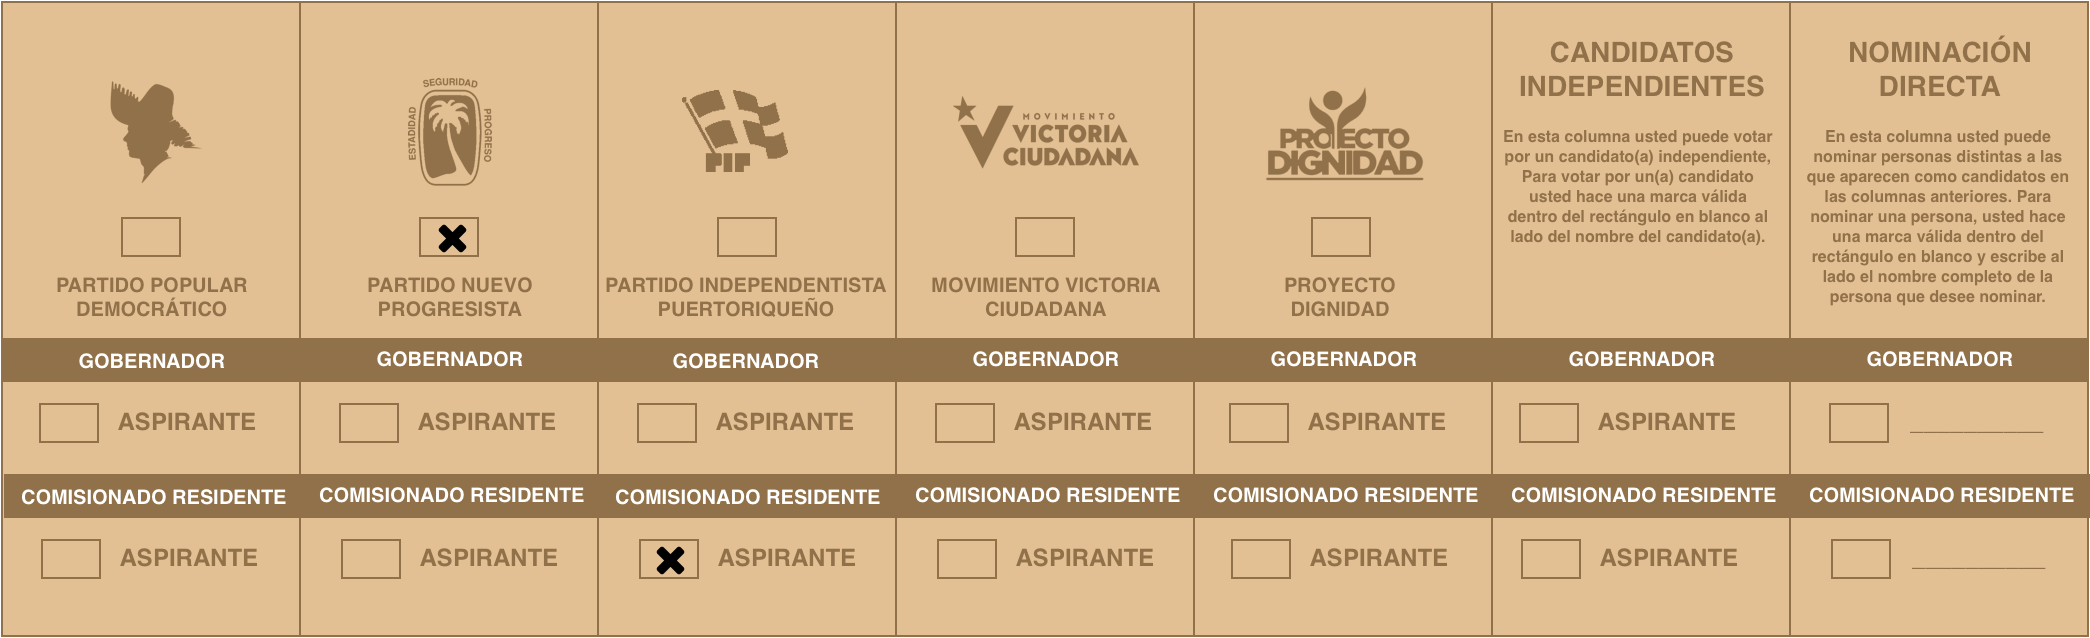 SEGURIDAD
ESTADIDAD
PROGRESO
PIP
MOVIMIENTO
VICTORIA
CIUDADANA
PROYECTO
DIGNIDAD
PARTIDO POPULAR
DEMOCRÁTICO
PARTIDO NUEVO
PROGRESISTA
PARTIDO INDEPENDENTISTA
PUERTORIQUEÑO
MOVIMIENTO VICTORIA
CIUDADANA
PROYECTO
DIGNIDAD
CANDIDATOS
INDEPENDIENTES
En esta columna usted puede votar
por un candidato(a) independiente,
Para votar por un(a) candidato
usted hace una marca válida
dentro del rectángulo en blanco al
lado del nombre del candidato(a).
NOMINACIÓN
DIRECTA
En esta columna usted puede
nominar personas distintas a las
que aparecen como candidatos en
las columnas anteriores. Para
nominar una persona, usted hace
una marca válida dentro del
rectángulo en blanco y escribe al
lado el nombre completo de la
persona que desee nominar.
GOBERNADOR GOBERNADOR GOBERNADOR GOBERNADOR GOBERNADOR GOBERNADOR GOBERNADOR
ASPIRANTE ASPIRANTE ASPIRANTE ASPIRANTE ASPIRANTE ASPIRANTE __________
COMISIONADO RESIDENTE COMISIONADO RESIDENTE COMISIONADO RESIDENTE COMISIONADO RESIDENTE COMISIONADO RESIDENTE COMISIONADO RESIDENTE COMISIONADO RESIDENTE
ASPIRANTE ASPIRANTE ASPIRANTE ASPIRANTE ASPIRANTE ASPIRANTE __________